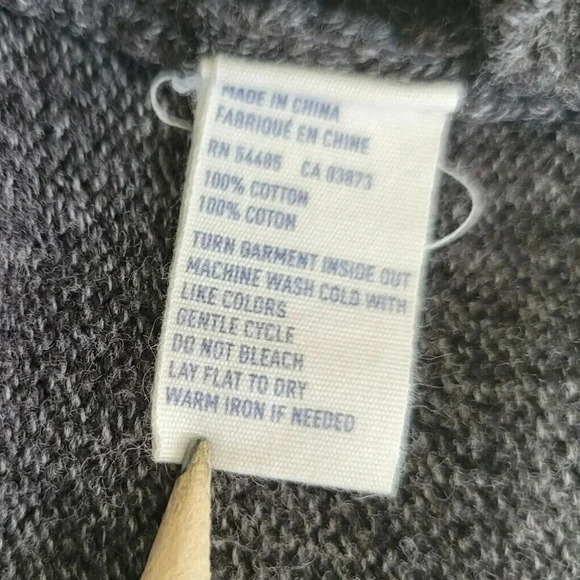 MADE IN CHINA
FABRIQUÉ EN CHINE
RN 54485 CA 03873
100% COTTON
100% COTON
TURN GARMENT INSIDE OUT
MACHINE WASH COLD WITH
LIKE COLORS
GENTLE CYCLE
DO NOT BLEACH
LAY FLAT TO DRY
WARM IRON IF NEEDED